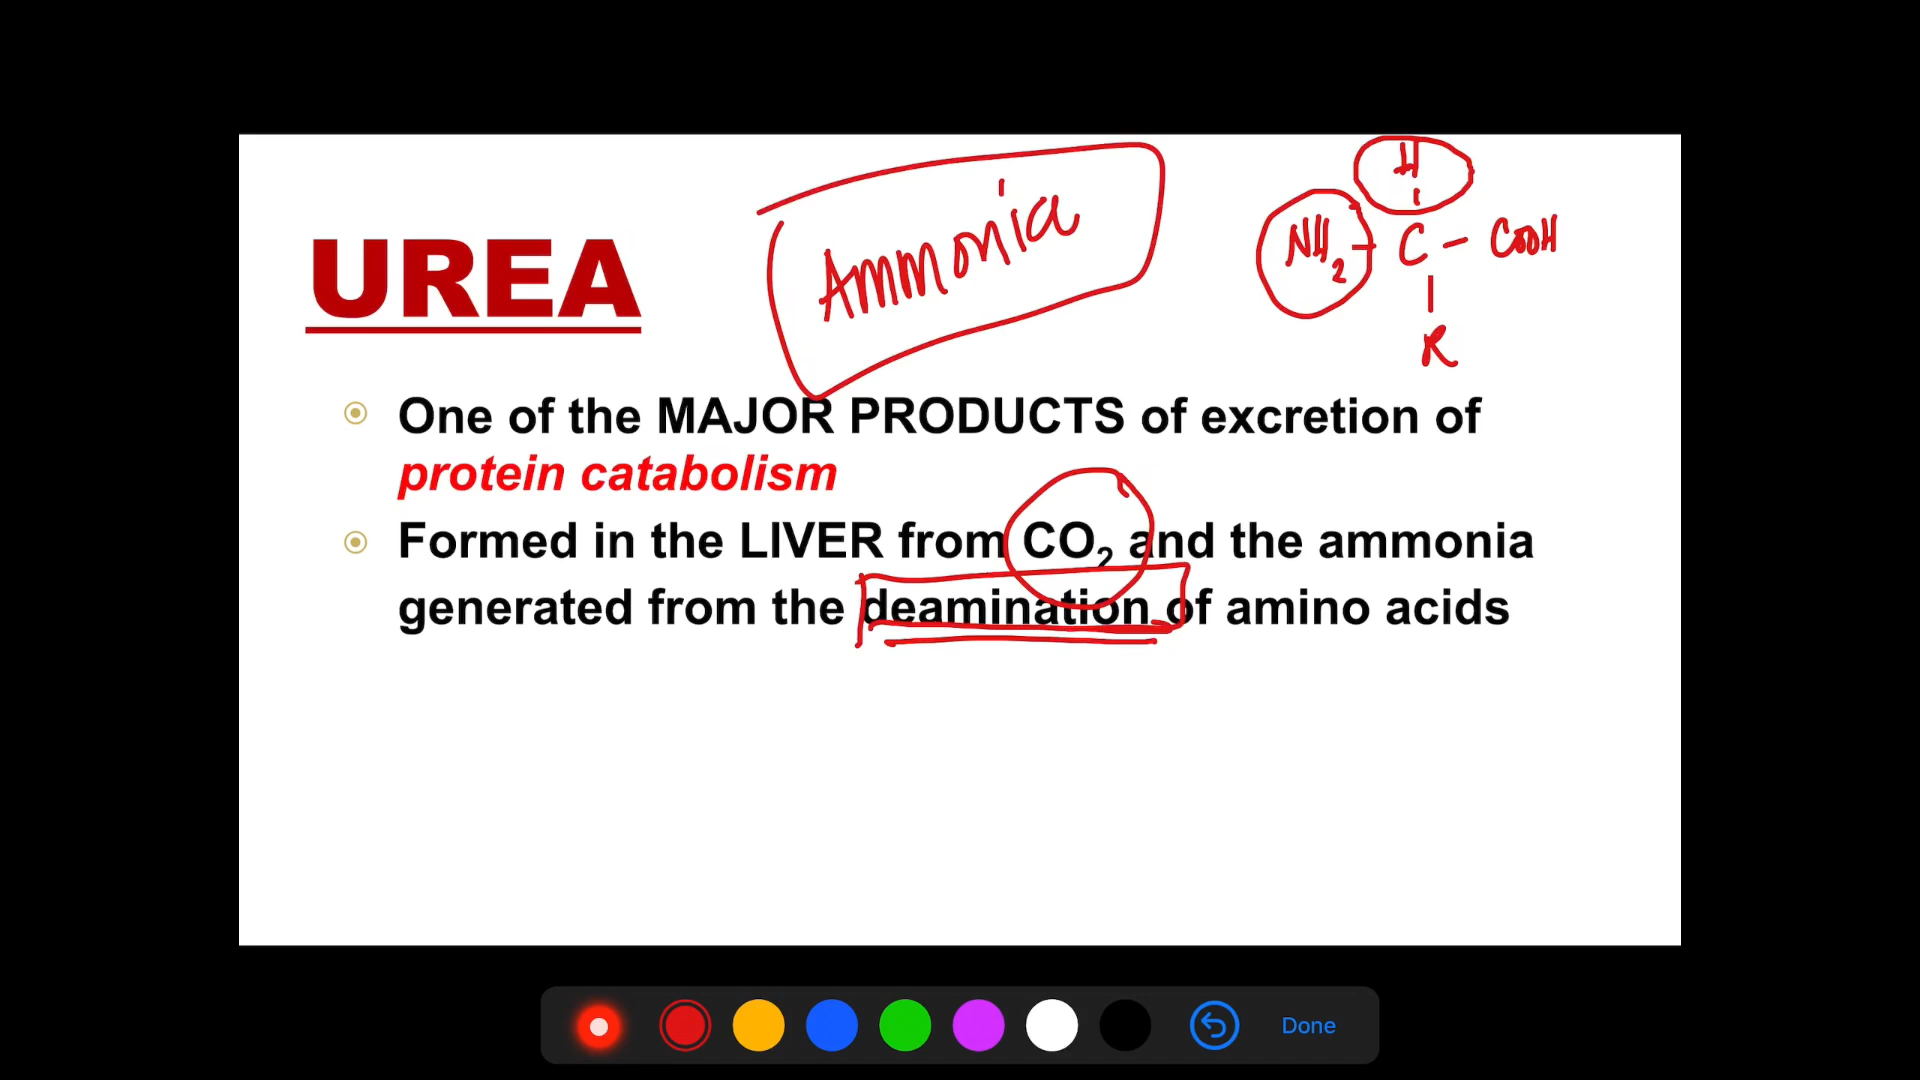 Ammonia
H
NH2 - C - COOH
R
UREA
One of the MAJOR PRODUCTS of excretion of
protein catabolism
Formed in the LIVER from CO2 and the ammonia
generated from the deamination of amino acids
Done